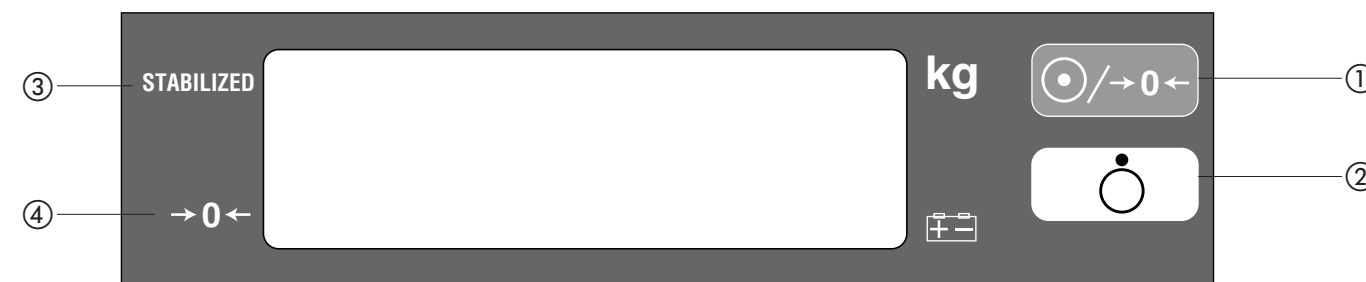 ③ STABILIZED kg ⊙/→0← ①
②
④ →0← + −